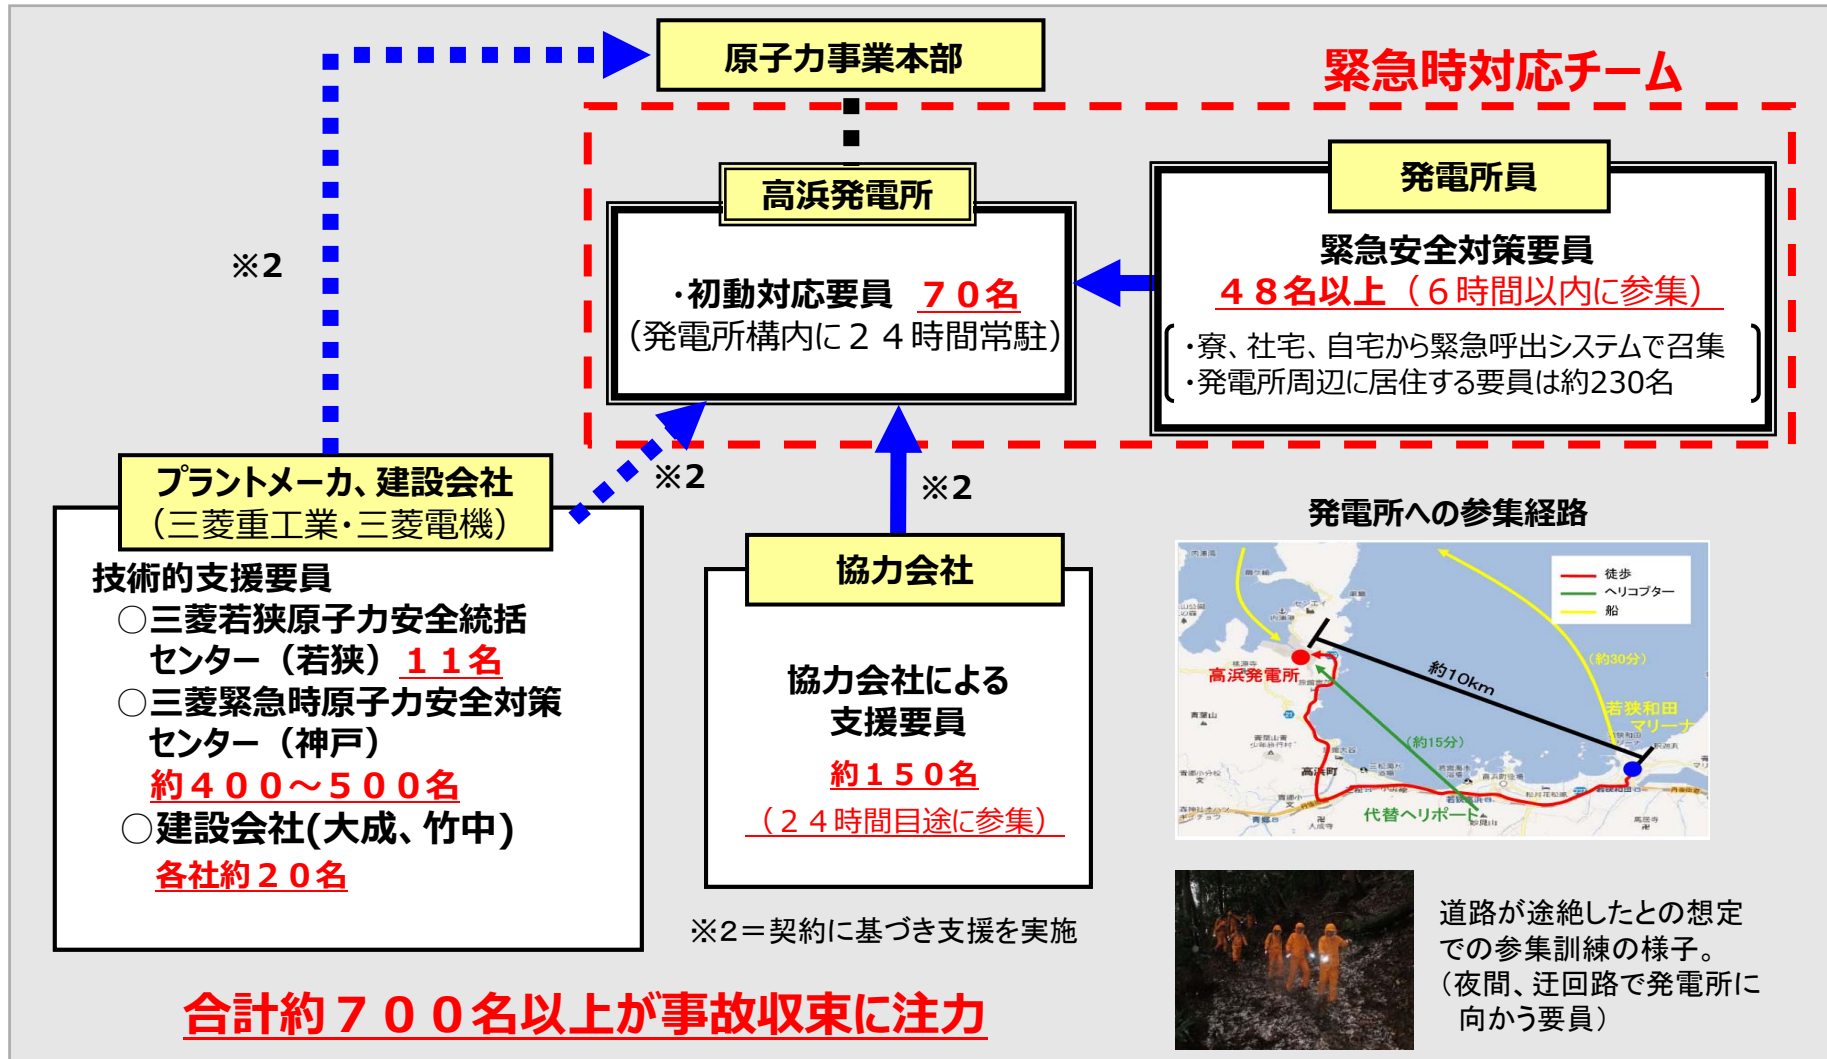 原子力事業本部
緊急時対応チーム
高浜発電所
・初動対応要員 ７０名
（発電所構内に２４時間常駐）
発電所員
緊急安全対策要員
４８名以上（６時間以内に参集）
・寮、社宅、自宅から緊急呼出システムで召集
・発電所周辺に居住する要員は約230名
※2
※2
※2
プラントメーカ、建設会社
（三菱重工業・三菱電機）
技術的支援要員
○三菱若狭原子力安全統括
センター（若狭）１１名
○三菱緊急時原子力安全対策
センター（神戸）
約４００～５００名
○建設会社(大成、竹中)
各社約２０名
協力会社
協力会社による
支援要員
約１５０名
（２４時間目途に参集）
※2＝契約に基づき支援を実施
合計約７００名以上が事故収束に注力
発電所への参集経路
徒歩
ヘリコプター
船
内浦湾
高浜発電所
約10km
（約30分）
若狭和田
マリーナ
（約15分）
青葉山
高浜町
代替ヘリポート
青郷
大成寺
道路が途絶したとの想定
での参集訓練の様子。
（夜間、迂回路で発電所に
向かう要員）